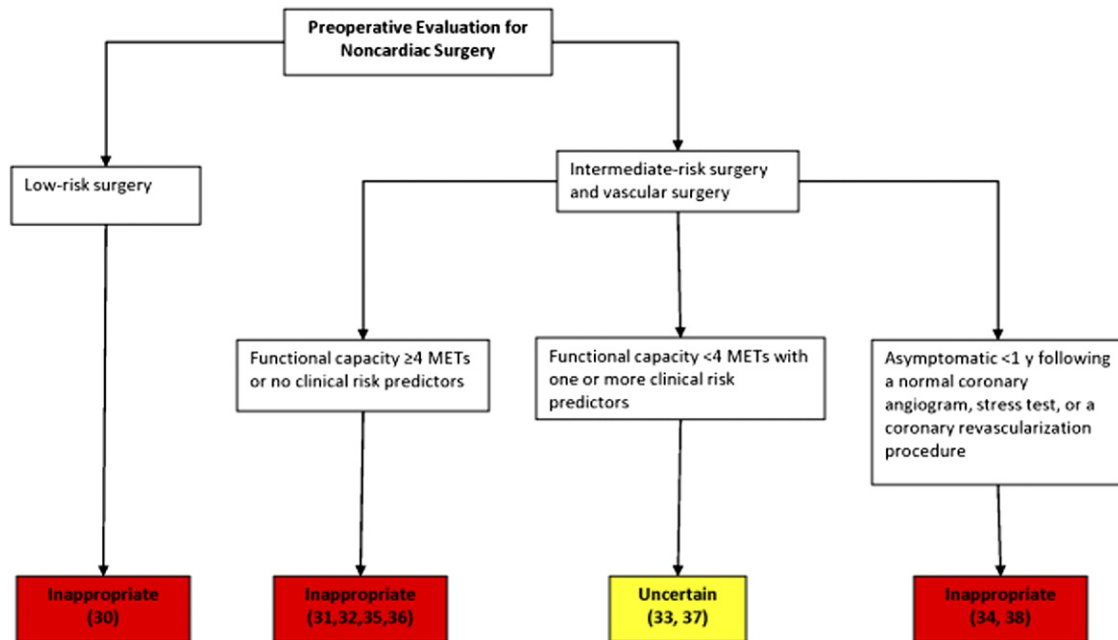 Preoperative Evaluation for
Noncardiac Surgery
Low-risk surgery
Intermediate-risk surgery
and vascular surgery
Functional capacity ≥4 METs
or no clinical risk predictors
Functional capacity <4 METs with
one or more clinical risk
predictors
Asymptomatic <1 y following
a normal coronary
angiogram, stress test, or a
coronary revascularization
procedure
Inappropriate
(30)
Inappropriate
(31,32,35,36)
Uncertain
(33, 37)
Inappropriate
(34, 38)